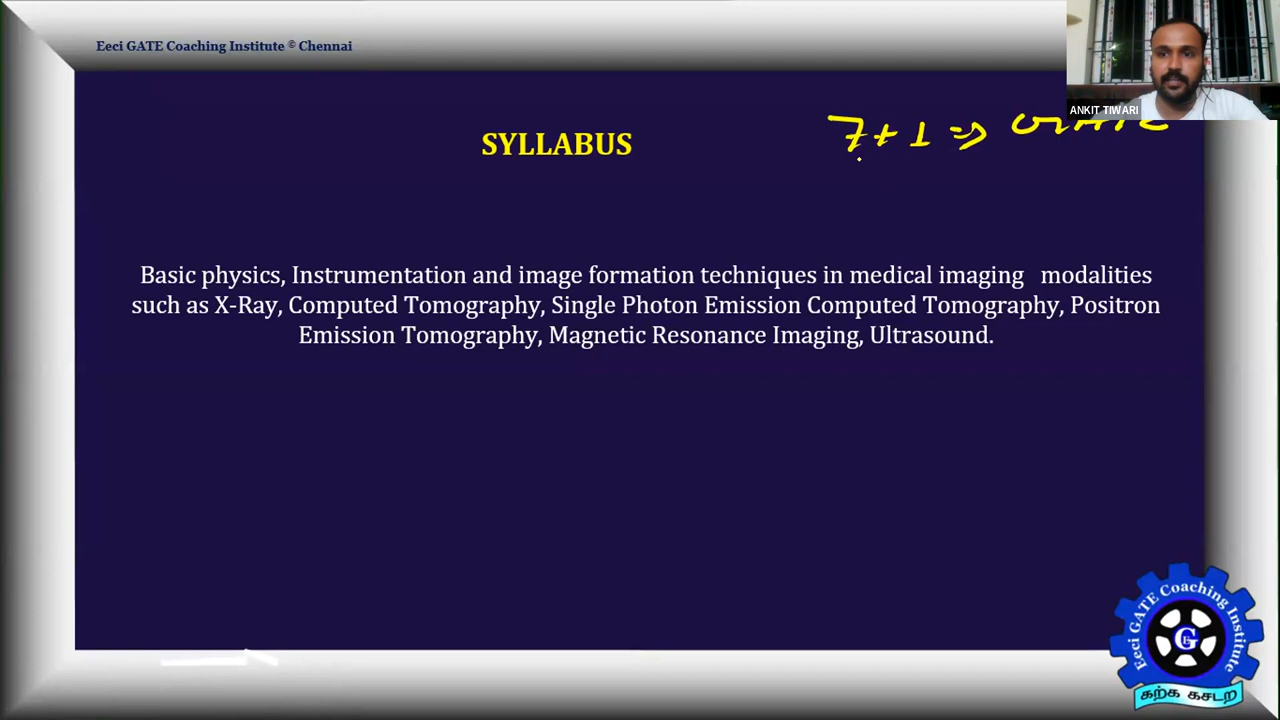 Eeci GATE Coaching Institute © Chennai
ANKIT TIWARI
SYLLABUS
7 + 1 ⇒
Basic physics, Instrumentation and image formation techniques in medical imaging modalities
such as X-Ray, Computed Tomography, Single Photon Emission Computed Tomography, Positron
Emission Tomography, Magnetic Resonance Imaging, Ultrasound.
Eeci GATE Coaching Institute
கற்க கசடற